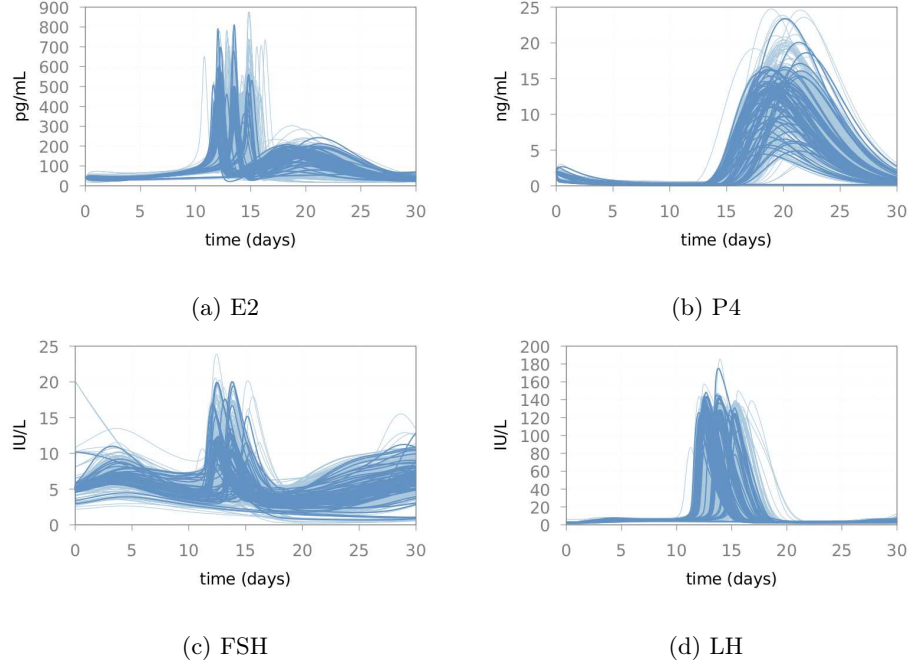 900
800
700
600
500
400
300
200
100
0
pg/mL
0 5 10 15 20 25 30
time (days)
(a) E2
25
20
15
10
5
0
ng/mL
0 5 10 15 20 25 30
time (days)
(b) P4
25
20
15
10
5
0
IU/L
0 5 10 15 20 25 30
time (days)
(c) FSH
200
180
160
140
120
100
80
60
40
20
0
IU/L
0 5 10 15 20 25 30
time (days)
(d) LH